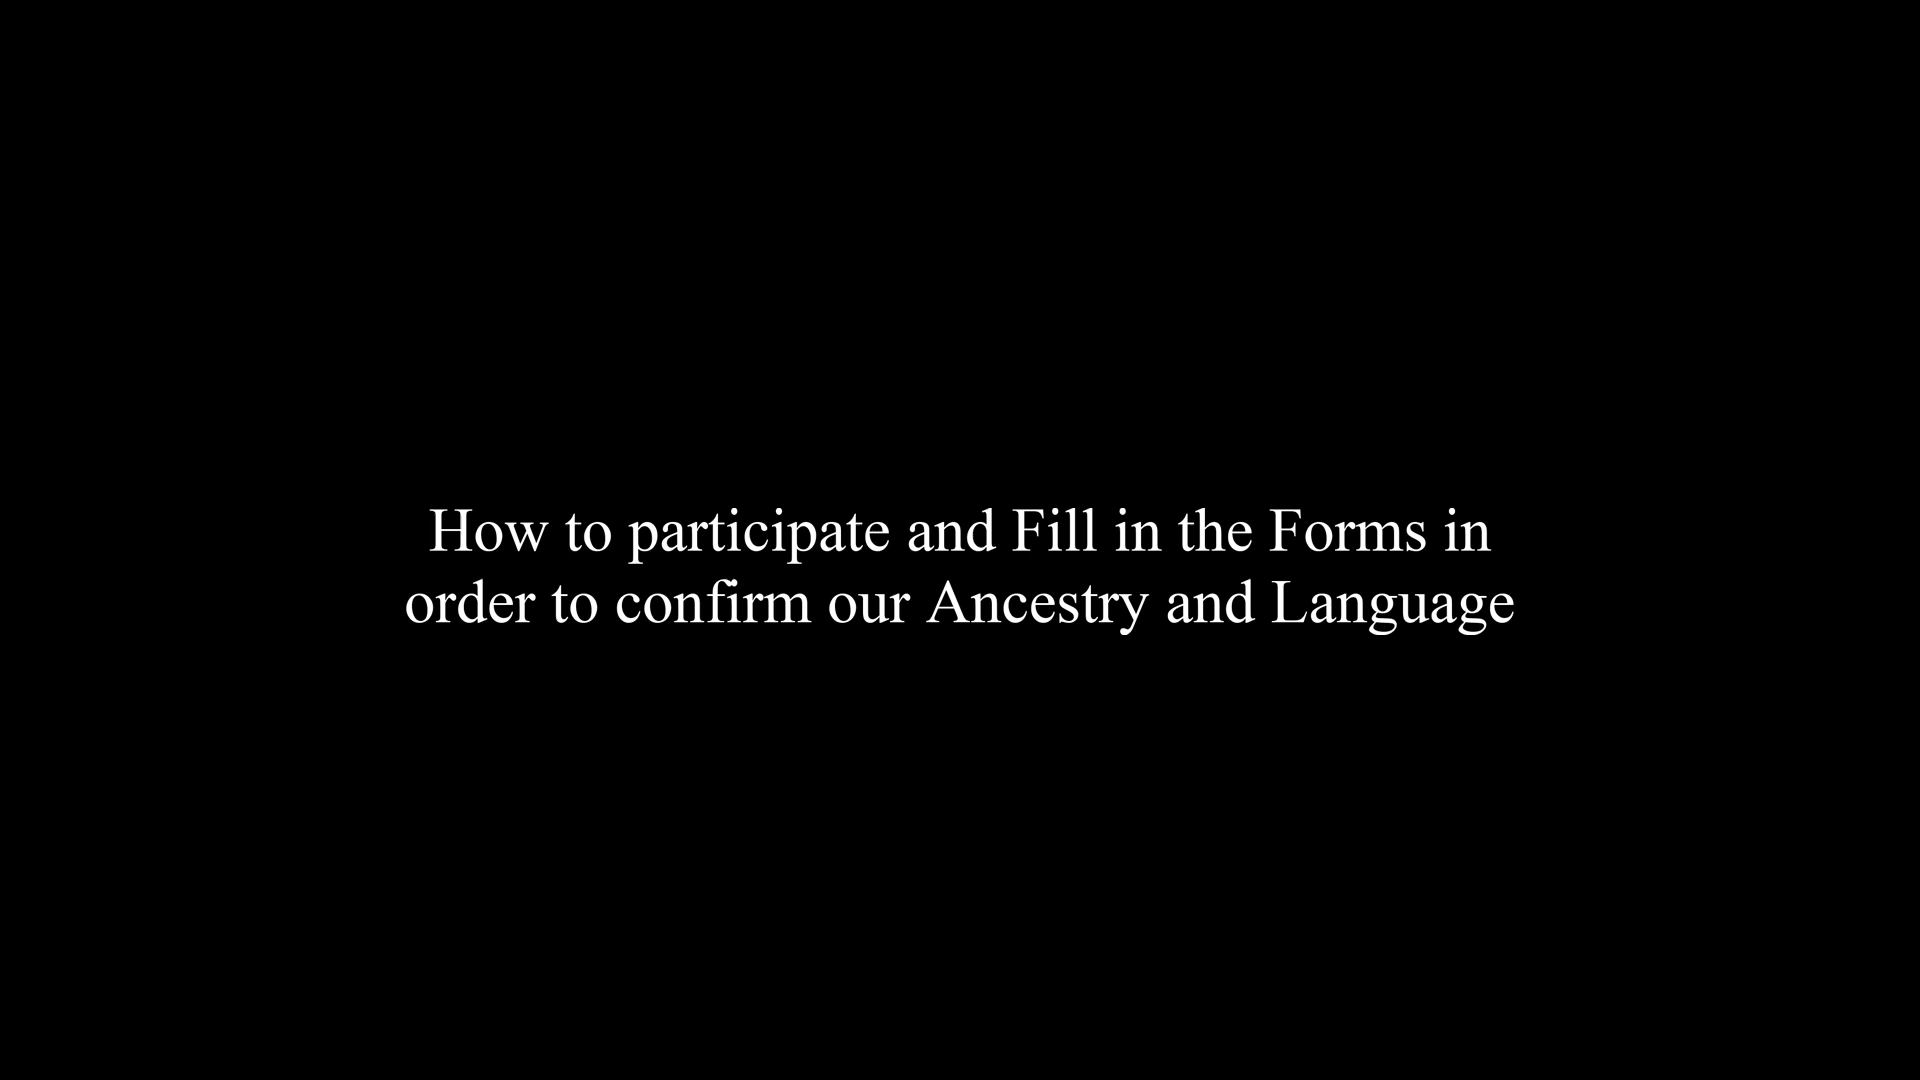 How to participate and Fill in the Forms in
order to confirm our Ancestry and Language